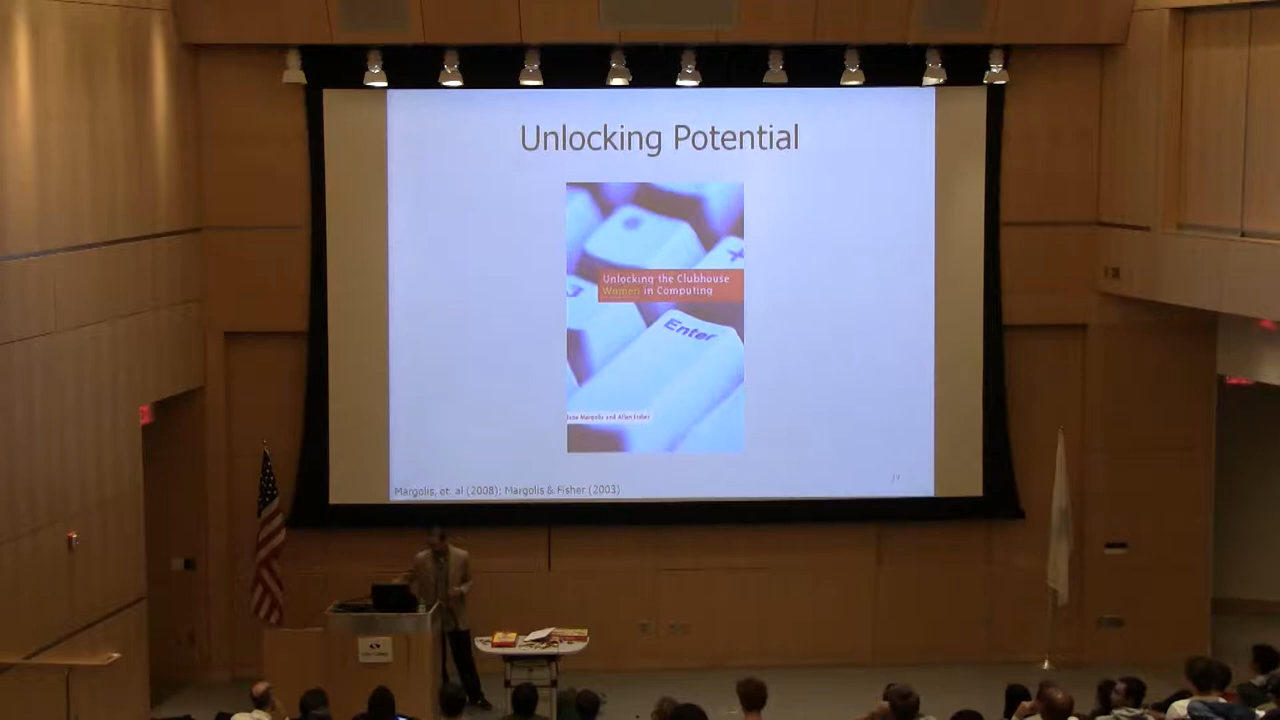 Unlocking Potential
Unlocking the Clubhouse
Women in Computing
Enter
Jane Margolis and Allan Fisher
Margolis, et. al (2008); Margolis & Fisher (2003)